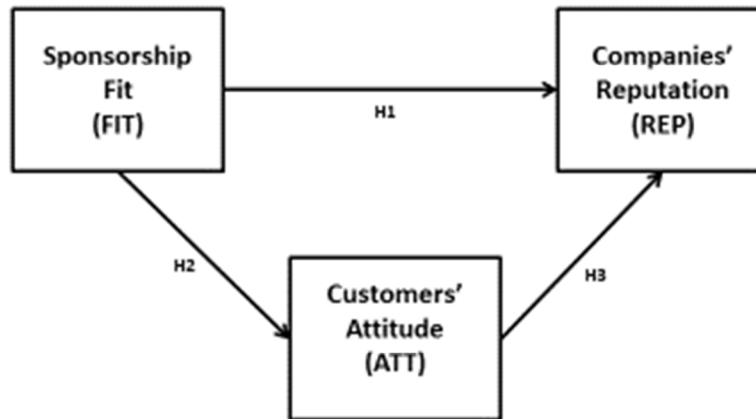 Sponsorship
Fit
(FIT)
Companies'
Reputation
(REP)
H1
H2
Customers'
Attitude
(ATT)
H3